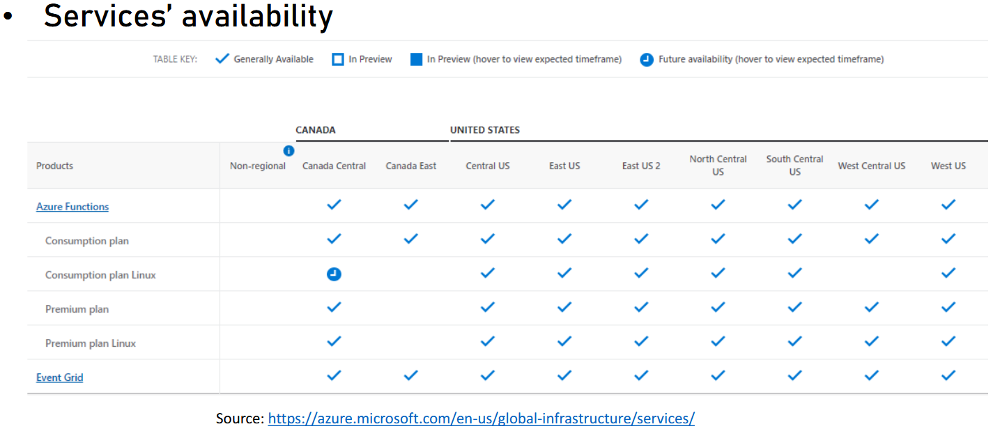 • Services’ availability
TABLE KEY: Generally Available In Preview In Preview (hover to view expected timeframe) Future availability (hover to view expected timeframe)
CANADA UNITED STATES
Products Non-regional Canada Central Canada East Central US East US East US 2 North Central US South Central US West Central US West US
Azure Functions
Consumption plan
Consumption plan Linux
Premium plan
Premium plan Linux
Event Grid
Source: https://azure.microsoft.com/en-us/global-infrastructure/services/